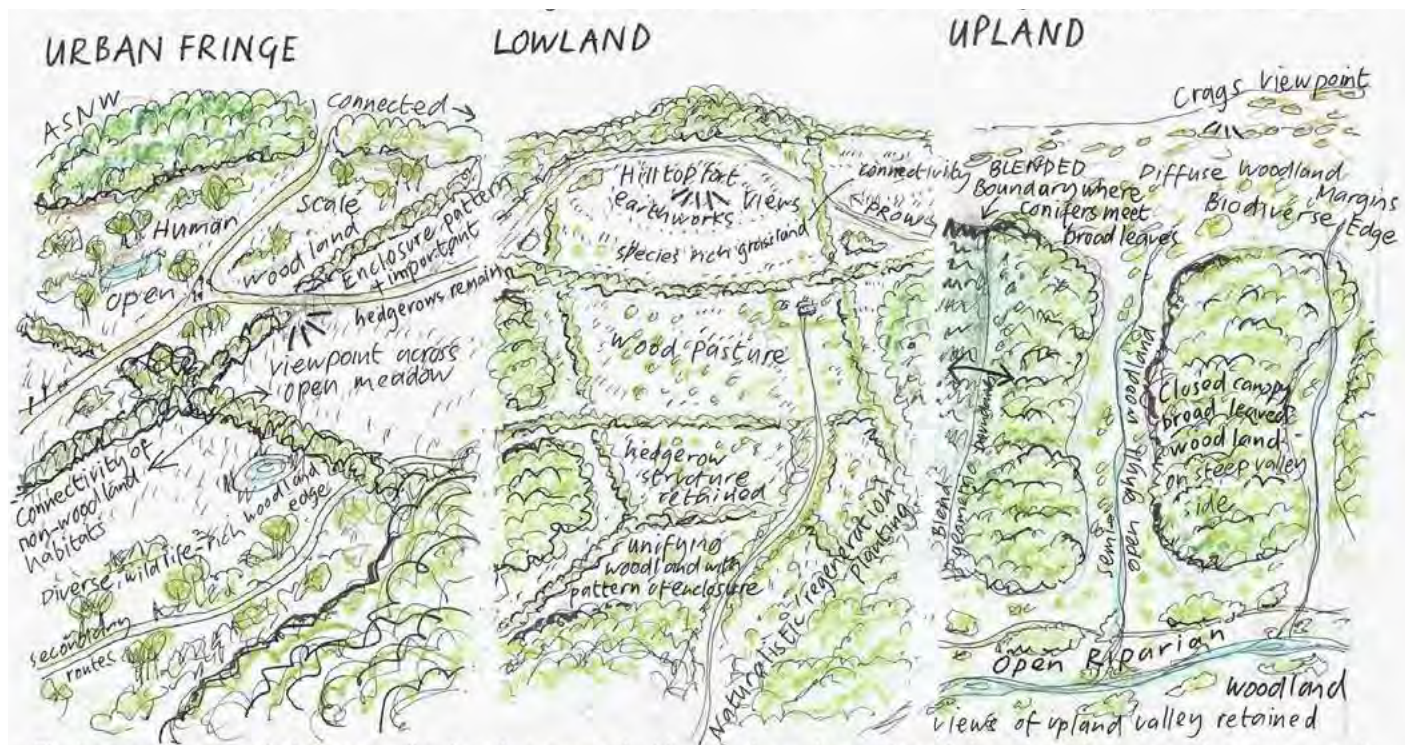 URBAN FRINGE
ASNW
Connected
Human
Scale
open
woodland
Enclosure pattern
+ important
hedgerows remain
viewpoint across
open meadow
Connectivity of
non-woodland
habitats
Diverse, wildlife-rich woodland
edge
secondary
routes
LOWLAND
Hill top fort
earthworks
views
connectivity
PROWS
species rich grassland
Wood Pasture
hedgerow
structure
retained
unifying
woodland with
pattern of enclosure
Naturalistic regeneration
planting
UPLAND
Crags viewpoint
BLENDED
Boundary where
conifers meet
broad leaves
Diffuse woodland
Margins
Biodiverse
Edge
Blend
geometric
boundaries
semi open
woodland
Closed canopy
broad leaved
woodland
on steep valley
side
Open Riparian
woodland
views of upland valley retained